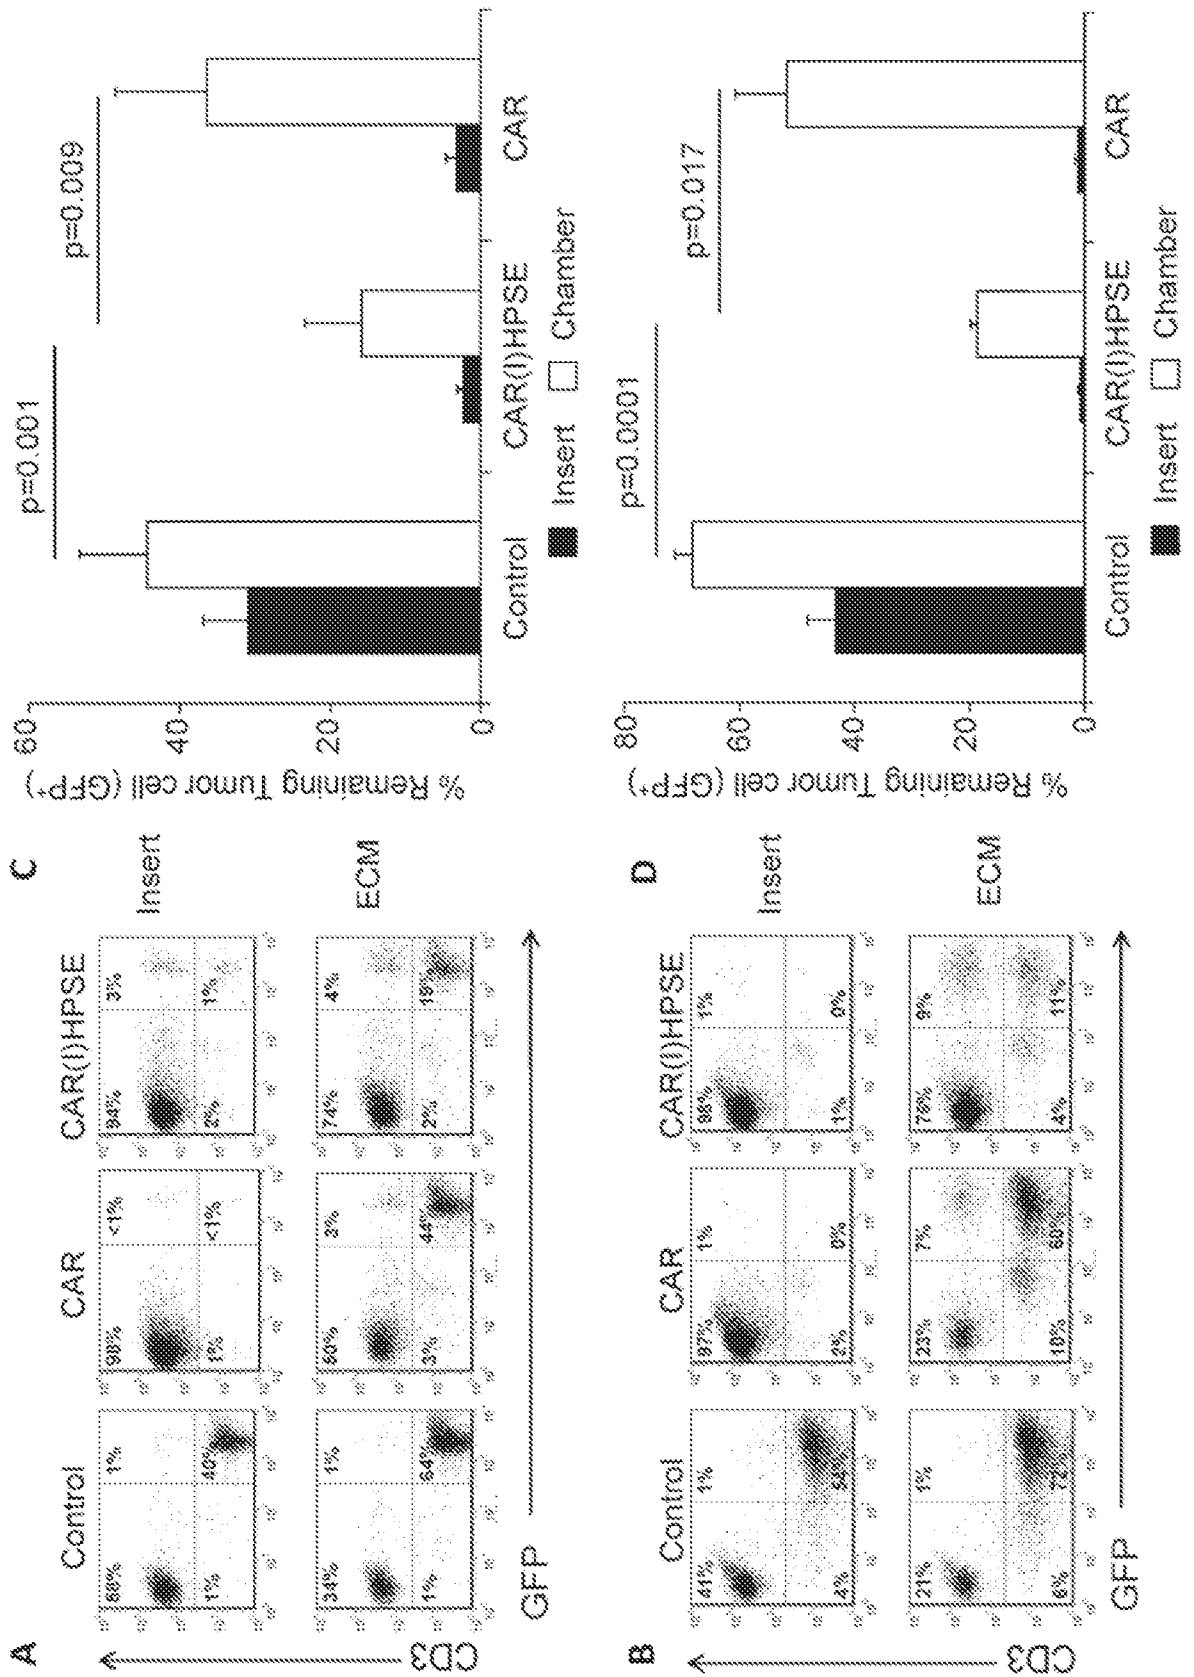 A
Control
CAR
CAR(I)HPSE
1%
<1%
3%
40%
1%
98%
1%
<1%
94%
2%
1%
Insert
34%
1%
1%
64%
2%
3%
44%
74%
4%
2%
19%
ECM
CD3
GFP
B
Control
CAR
CAR(I)HPSE
41%
1%
4%
54%
97%
1%
2%
0%
98%
1%
1%
0%
Insert
21%
1%
6%
23%
7%
10%
60%
9%
4%
11%
ECM
CD3
GFP
C
% Remaining Tumor cell (GFP+)
60
40
20
0
p=0.001
p=0.009
Control
CAR(I)HPSE
CAR
Insert
Chamber
D
% Remaining Tumor cell (GFP+)
80
60
40
20
0
p=0.0001
p=0.017
Control
CAR(I)HPSE
CAR
Insert
Chamber